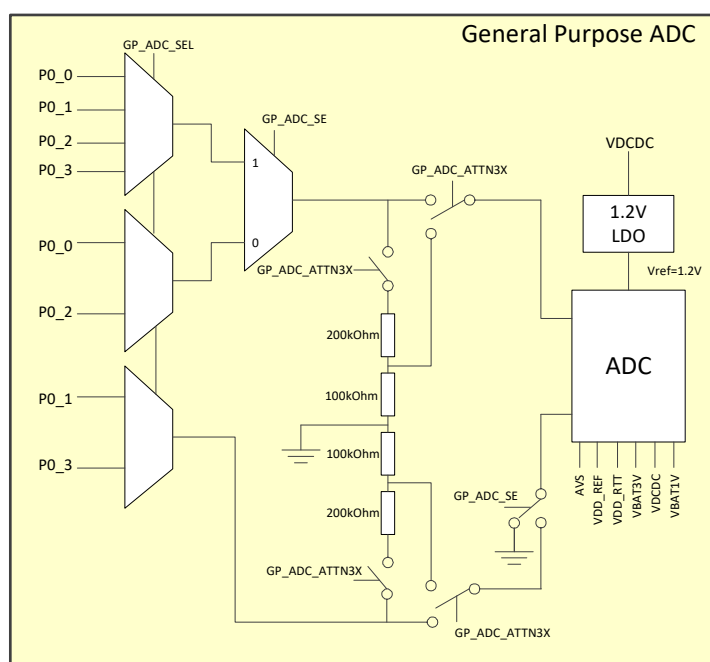 General Purpose ADC
GP_ADC_SEL
P0_0
P0_1
P0_2
P0_3
GP_ADC_SE
1
0
P0_0
P0_2
P0_1
P0_3
GP_ADC_ATTN3X
GP_ADC_ATTN3X
200kOhm
100kOhm
100kOhm
200kOhm
GP_ADC_ATTN3X
GP_ADC_ATTN3X
GP_ADC_SE
VDCDC
1.2V
LDO
Vref=1.2V
ADC
AVS
VDD_REF
VDD_RTT
VBAT3V
VDCDC
VBAT1V